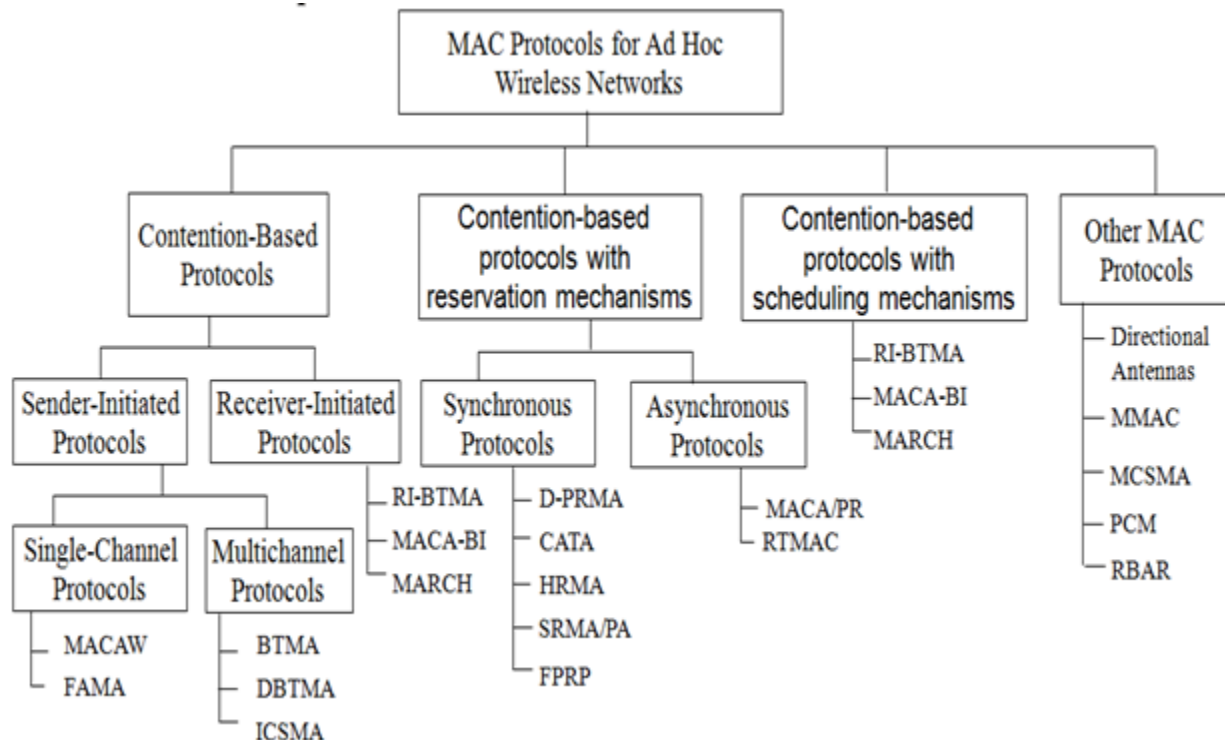 MAC Protocols for Ad Hoc
Wireless Networks
Contention-Based
Protocols
Contention-based
protocols with
reservation mechanisms
Contention-based
protocols with
scheduling mechanisms
Other MAC
Protocols
Sender-Initiated
Protocols
Receiver-Initiated
Protocols
Synchronous
Protocols
Asynchronous
Protocols
RI-BTMA
MACA-BI
MARCH
Directional
Antennas
MMAC
MCSMA
PCM
RBAR
Single-Channel
Protocols
Multichannel
Protocols
RI-BTMA
MACA-BI
MARCH
D-PRMA
CATA
HRMA
SRMA/PA
FPRP
MACA/PR
RTMAC
MACAW
FAMA
BTMA
DBTMA
ICSMA